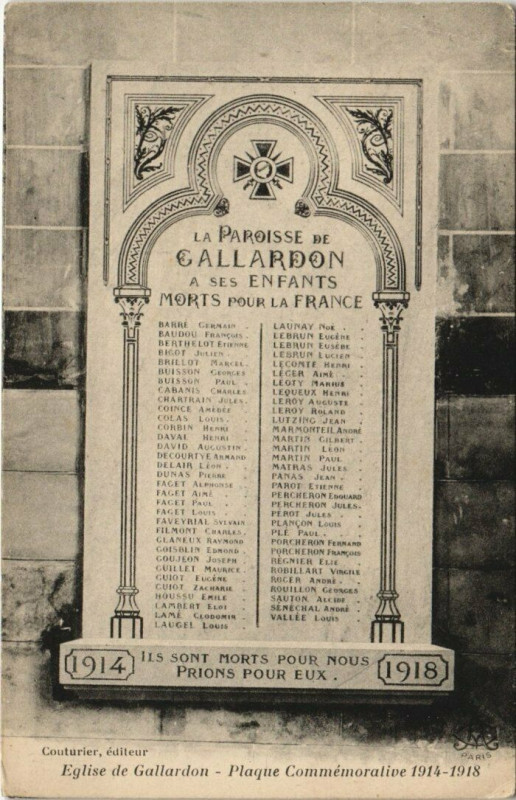 LA PAROISSE DE
GALLARDON
A SES ENFANTS
MORTS POUR LA FRANCE
BARRÉ GERMAIN .
BAUDOU FRANÇOIS.
BERTHELOT ETIENNE
BIGOT JULIEN .
BRILLOT MARCEL.
BUISSON GEORGES
BUISSON PAUL .
CABANIS CHARLES
CHARTRAIN JULES.
COINCE AMÉDÉE
COLAS LOUIS. .
CORBIN HENRI
DAVAL HENRI
DAVID AUGUSTIN.
DECOURTYE ARMAND
DELAIR LÉON. .
DUNAS PIERRE
FAGET ALPHONSE .
FAGET AIMÉ .
FAGET PAUL .
FAGET LOUIS .
FAVEYRIAL SYLVAIN
FILMONT CHARLES.
GLANEUX RAYMOND
GOISBLIN EDMOND.
GOUJEON JOSEPH
GUILLET MAURICE.
GUIOT EUGÈNE .
GUIOT ZACHARIE .
HOUSSU EMILE .
LAMBERT ELOI
LAMÉ CLODOMIR
LAUGEL LOUIS .
LAUNAY NOÉ . .
LEBRUN EUGÈNE .
LEBRUN EUSÈBE .
LEBRUN LUCIEN .
LECOMTE HENRI .
LÉGER AIMÉ . .
LÉGTY MARIUS
LEQUEUX HENRI .
LEROY AUGUSTE .
LEROY ROLAND
LUTZING JEAN .
MARMONTEIL ANDRÉ
MARTIN GILBERT.
MARTIN LÉON
MARTIN PAUL .
MATRAS JULES .
PANAS JEAN . .
PAROT ETIENNE .
PERCHERON EDOUARD
PERCHERON JULES.
PÉROT JULES . .
PLANÇON LOUIS .
PLÉ PAUL . . .
PORCHERON FERNAND
PORCHERON FRANÇOIS
RÉGNIER ELIE .
ROBILLART VIRGILE
ROGER ANDRÉ. .
ROUILLON GEORGES
SAUTON ALCIDE .
SÉNÉCHAL ANDRÉ
VALLÉE LOUIS .
1914 ILS SONT MORTS POUR NOUS 1918
PRIONS POUR EUX .
Couturier, éditeur
PARIS
Eglise de Gallardon - Plaque Commémorative 1914-1918